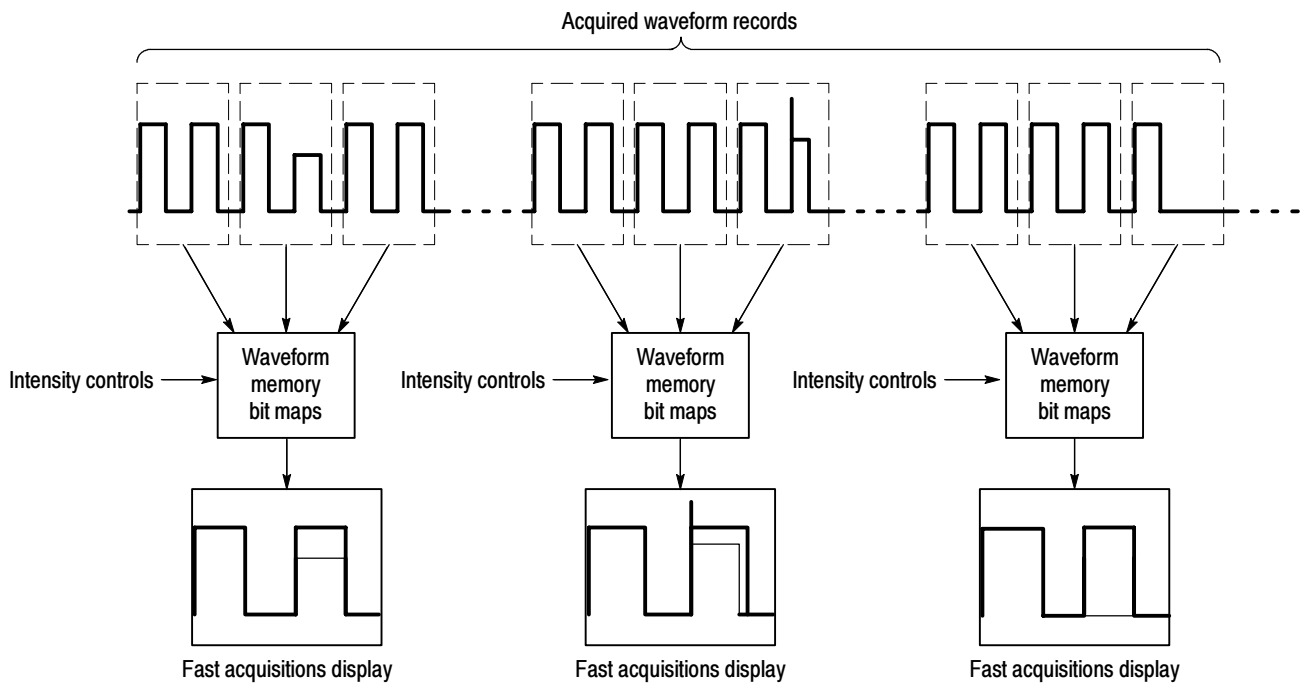 Acquired waveform records
Intensity controls
Waveform
memory
bit maps
Intensity controls
Waveform
memory
bit maps
Intensity controls
Waveform
memory
bit maps
Fast acquisitions display
Fast acquisitions display
Fast acquisitions display